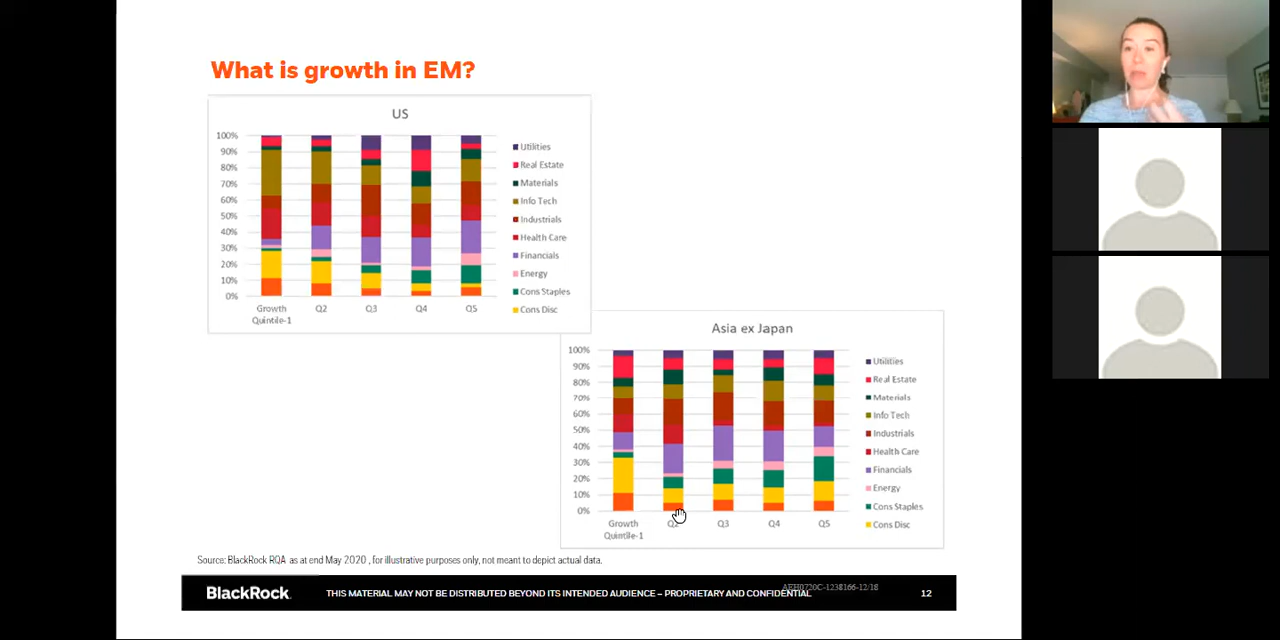 What is growth in EM?
US
100%
90%
80%
70%
60%
50%
40%
30%
20%
10%
0%
Growth Quintile-1
Q2
Q3
Q4
Q5
Utilities
Real Estate
Materials
Info Tech
Industrials
Health Care
Financials
Energy
Cons Staples
Cons Disc
Asia ex Japan
100%
90%
80%
70%
60%
50%
40%
30%
20%
10%
0%
Growth Quintile-1
Q2
Q3
Q4
Q5
Utilities
Real Estate
Materials
Info Tech
Industrials
Health Care
Financials
Energy
Cons Staples
Cons Disc
Source: BlackRock RQA as at end May 2020 , for illustrative purposes only, not meant to depict actual data.
BlackRock.
THIS MATERIAL MAY NOT BE DISTRIBUTED BEYOND ITS INTENDED AUDIENCE – PROPRIETARY AND CONFIDENTIAL
AEH0720C-1238166-12/18
12